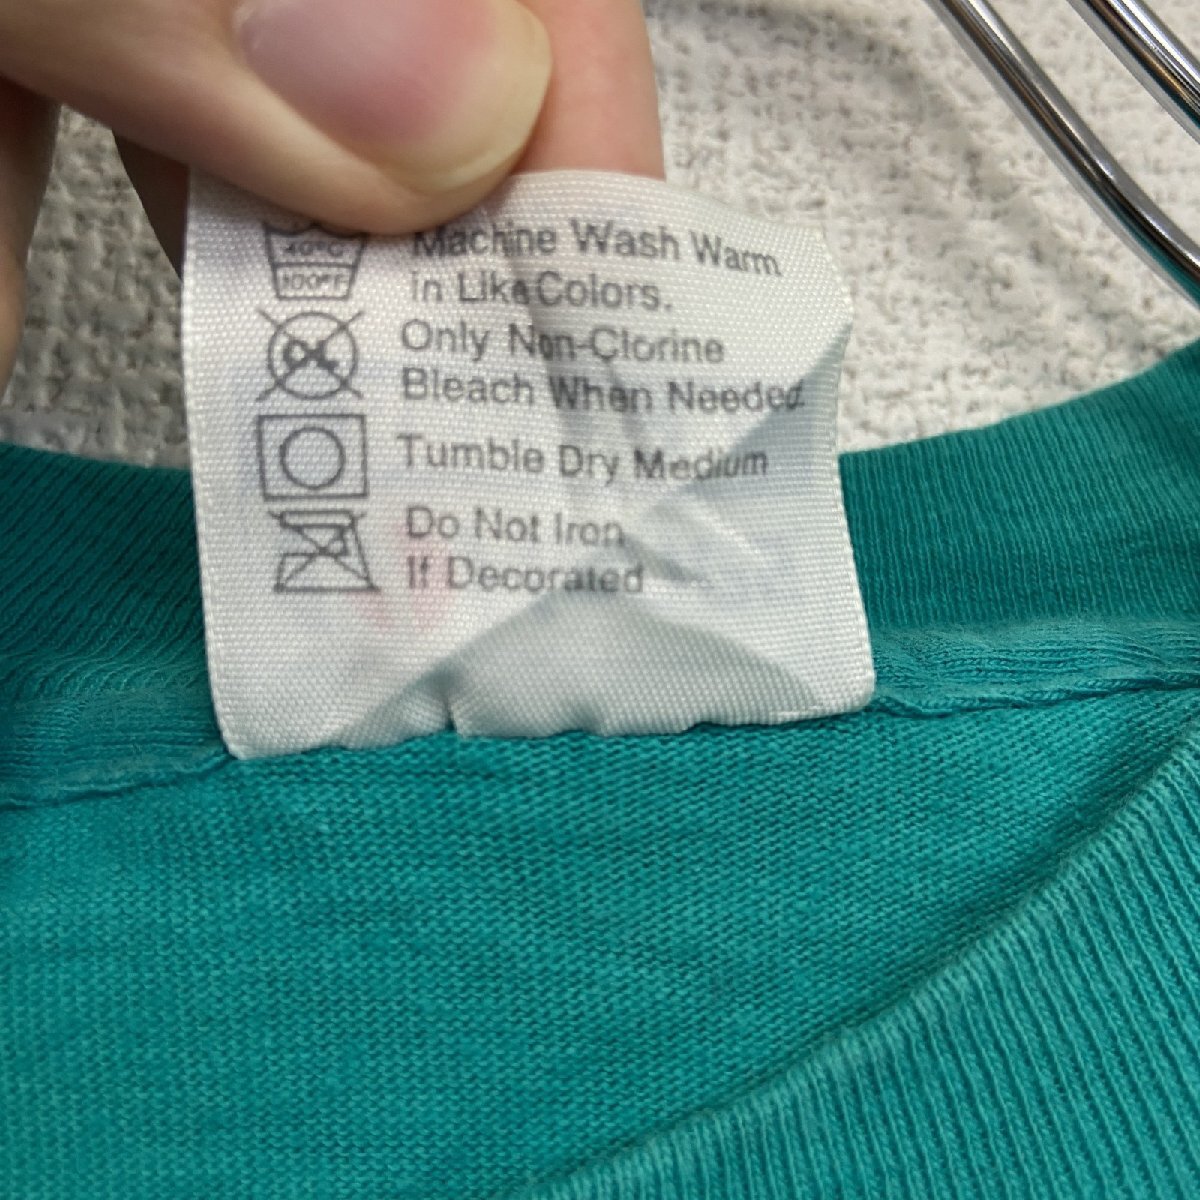 40°C Machine Wash Warm
100°F in Like Colors.
Only Non-Clorine
Bleach When Needed
Tumble Dry Medium
Do Not Iron
If Decorated